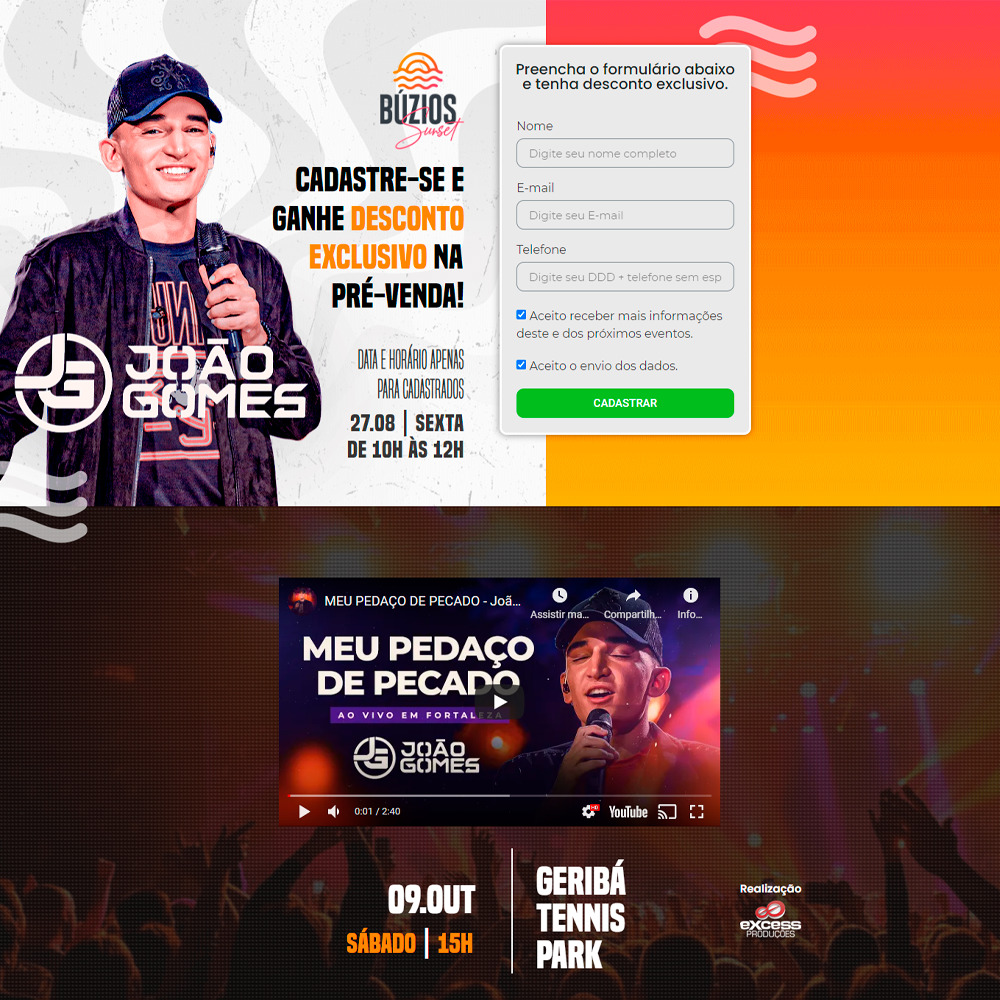 BÚZIOS
Sunset
CADASTRE-SE E
GANHE DESCONTO
EXCLUSIVO NA
PRÉ-VENDA!
DATA E HORÁRIO APENAS
PARA CADÁSTRADOS
27.08 | SEXTA
DE 10H ÀS 12H
JG JOÃO
GOMES
Preencha o formulário abaixo
e tenha desconto exclusivo.
Nome
Digite seu nome completo
E-mail
Digite seu E-mail
Telefone
Digite seu DDD + telefone sem esp
Aceito receber mais informações
deste e dos próximos eventos.
Aceito o envio dos dados.
CADASTRAR
MEU PEDAÇO DE PECADO - Joã...
Assistir ma...
Compartilh...
Info...
MEU PEDAÇO
DE PECADO
AO VIVO EM FORTALEZA
JG JOÃO
GOMES
0:01 / 2:40
HD
YouTube
09.OUT
SÁBADO | 15H
GERIBÁ
TENNIS
PARK
Realização
eXcess
PRODUÇÕES